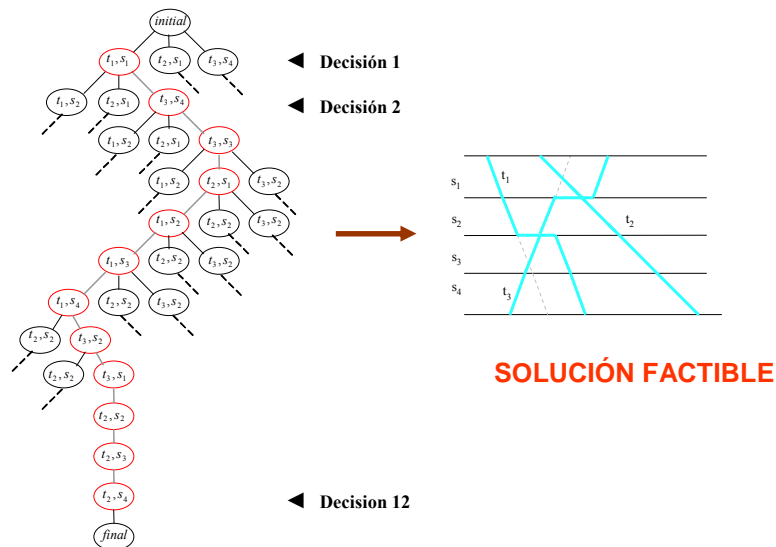 initial
t₁, s₁
t₂, s₁
t₃, s₄
◄ Decisión 1
t₁, s₂
t₂, s₁
t₃, s₄
◄ Decisión 2
t₁, s₂
t₂, s₁
t₃, s₃
t₁, s₂
t₂, s₁
t₃, s₂
t₁, s₂
t₂, s₂
t₃, s₂
t₁, s₃
t₂, s₂
t₃, s₂
t₁, s₄
t₂, s₂
t₃, s₂
t₂, s₂
t₃, s₂
t₂, s₂
t₃, s₁
t₂, s₂
t₂, s₃
t₂, s₄
◄ Decision 12
final
s₁
t₁
s₂
t₂
s₃
s₄
t₃
SOLUCIÓN FACTIBLE